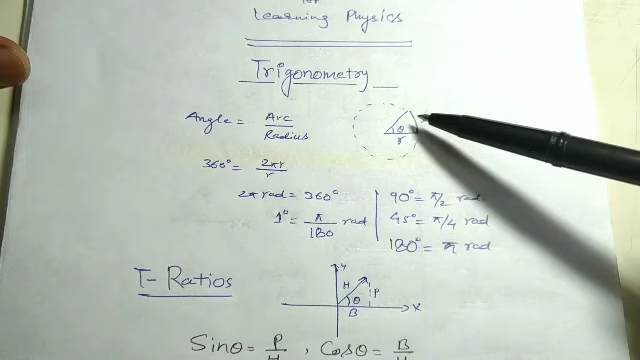 for
Learning Physics
Trigonometry
Angle = Arc / Radius
θ
r
360° = 2πr / r
2π rad = 360°
1° = π / 180 rad
90° = π/2 rad
45° = π/4 rad
180° = π rad
T-Ratios
Y
H
P
θ
B
X
Sinθ = P / H , Cosθ = B / H